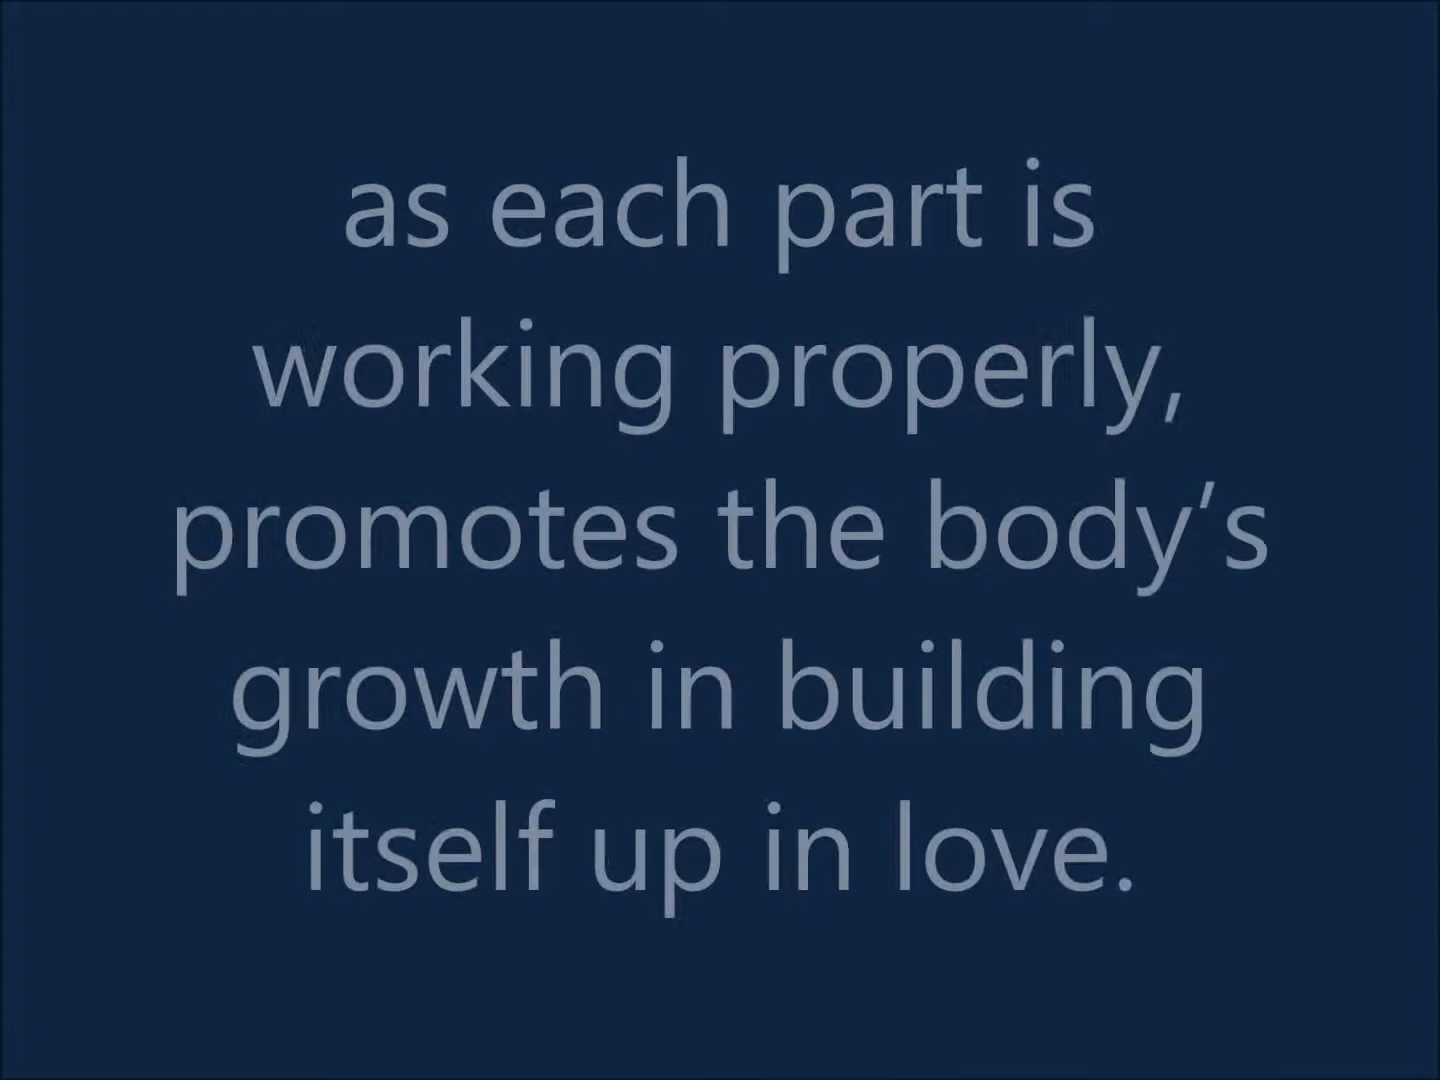 as each part is
working properly,
promotes the body’s
growth in building
itself up in love.